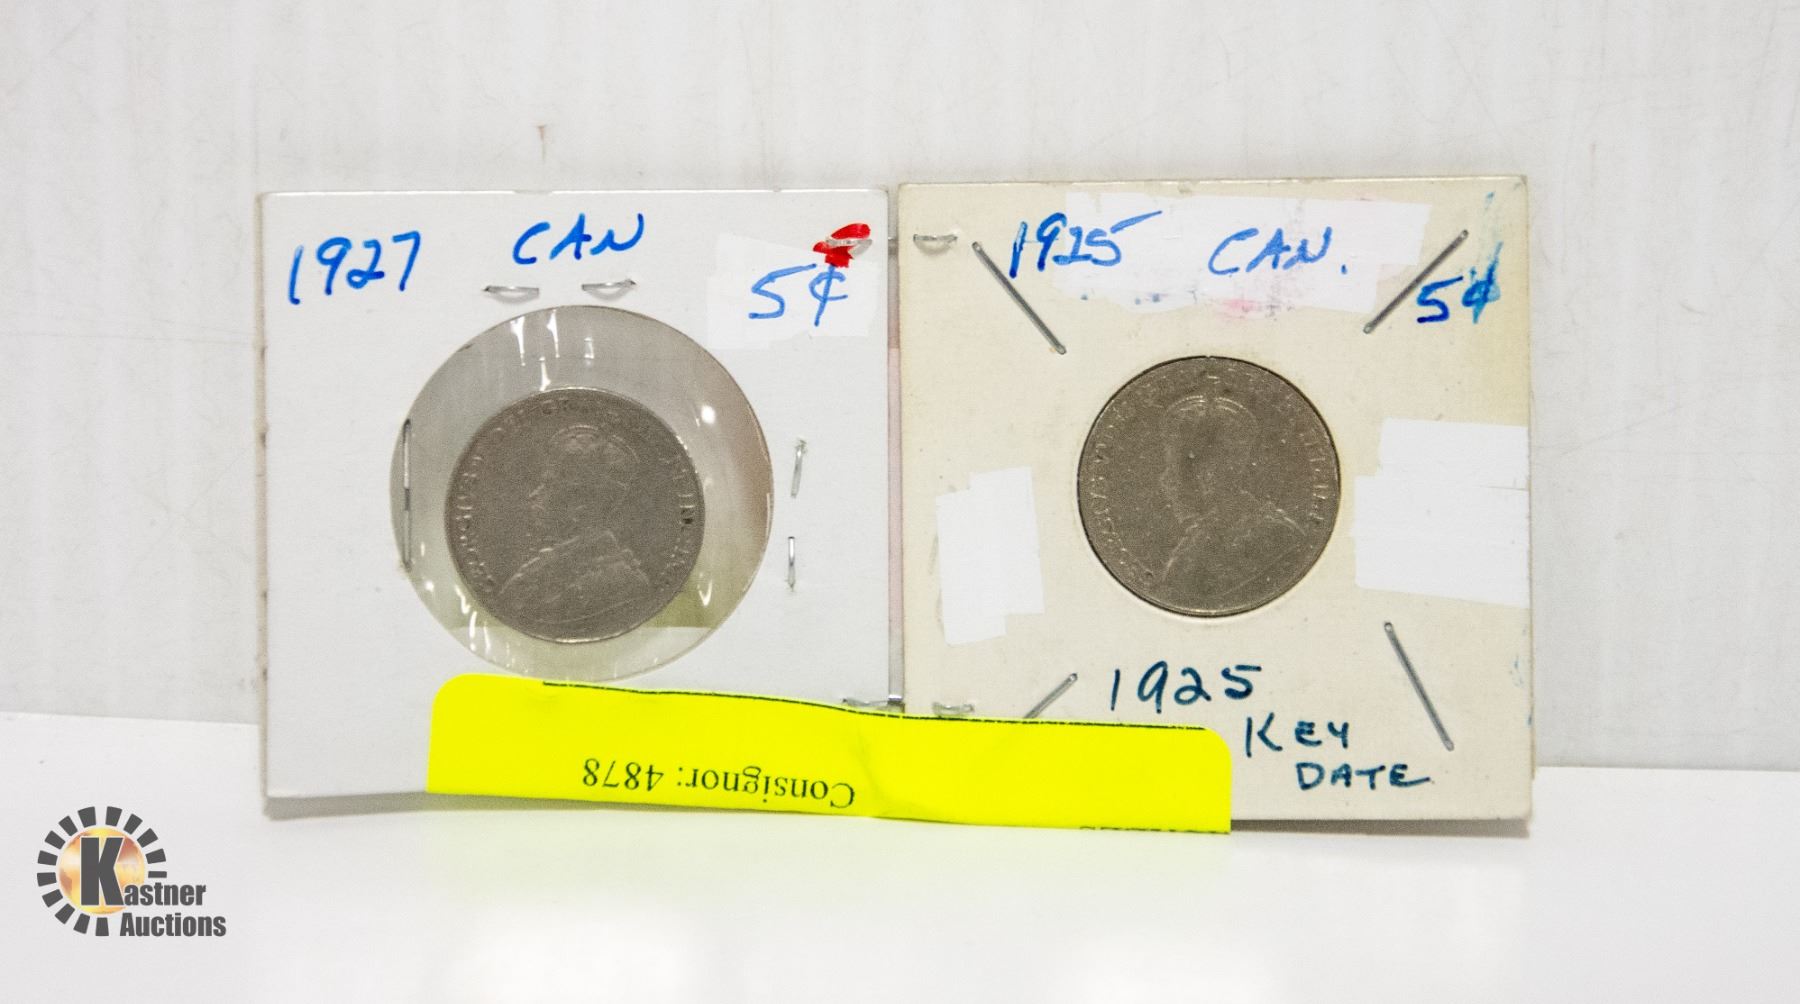 1927 CAN
5¢
1925 CAN.
5¢
1925
KEY
DATE
Consignor: 4878
Kastner
Auctions